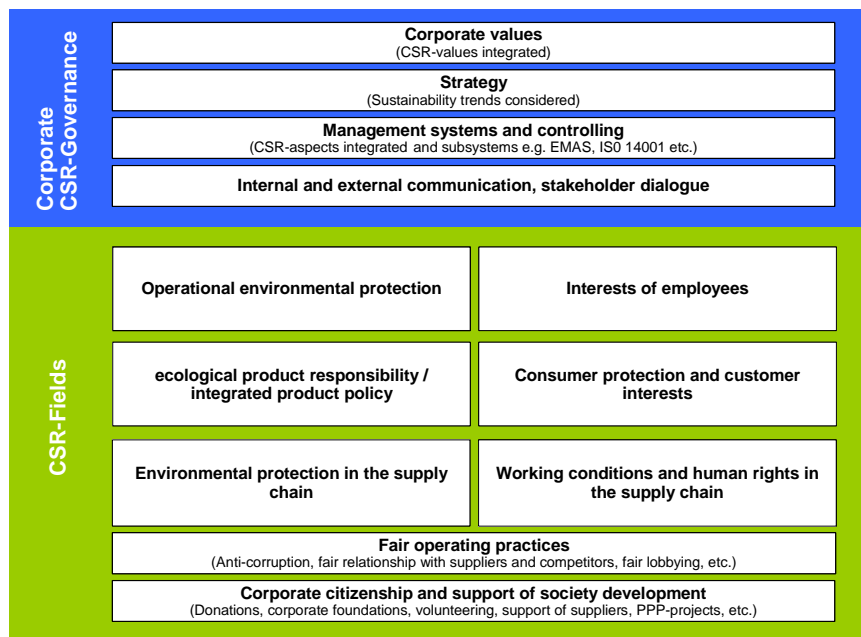 Corporate
CSR-Governance
Corporate values
(CSR-values integrated)
Strategy
(Sustainability trends considered)
Management systems and controlling
(CSR-aspects integrated and subsystems e.g. EMAS, IS0 14001 etc.)
Internal and external communication, stakeholder dialogue
CSR-Fields
Operational environmental protection
Interests of employees
ecological product responsibility /
integrated product policy
Consumer protection and customer
interests
Environmental protection in the supply
chain
Working conditions and human rights in
the supply chain
Fair operating practices
(Anti-corruption, fair relationship with suppliers and competitors, fair lobbying, etc.)
Corporate citizenship and support of society development
(Donations, corporate foundations, volunteering, support of suppliers, PPP-projects, etc.)